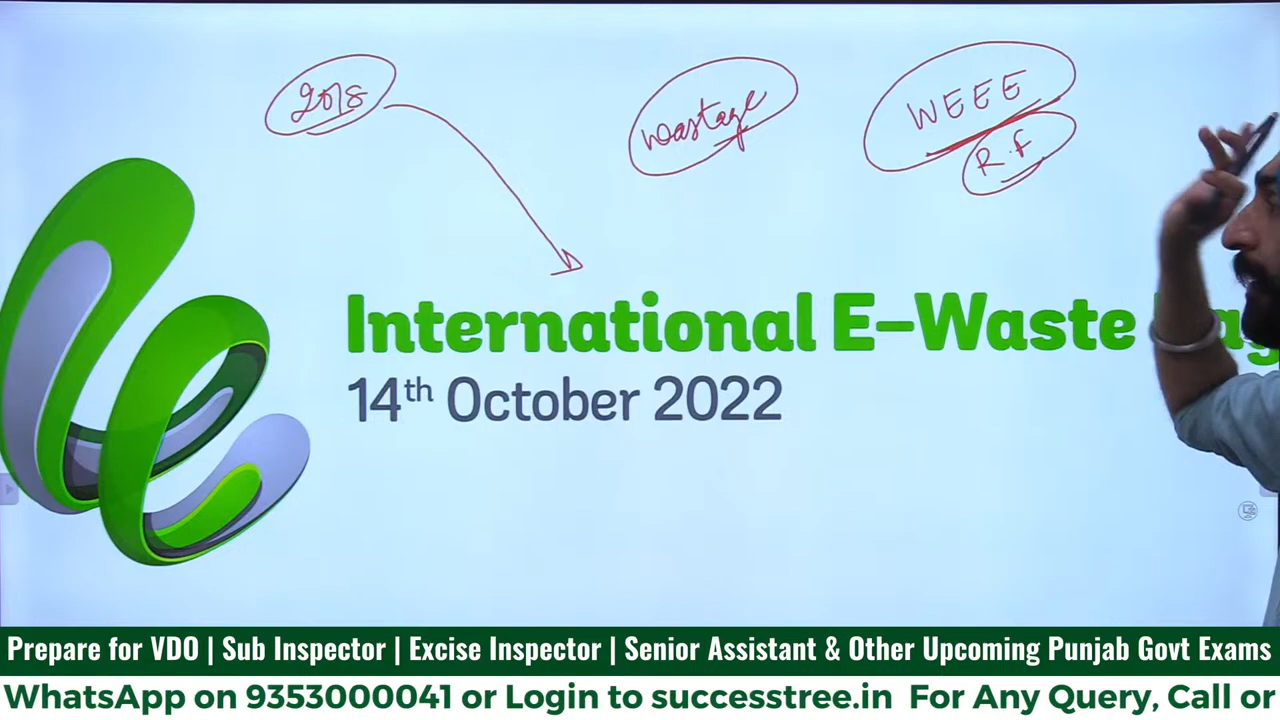 2018
wastage
WEEE
R.f
International E-Waste
14th October 2022
Prepare for VDO | Sub Inspector | Excise Inspector | Senior Assistant & Other Upcoming Punjab Govt Exams
WhatsApp on 9353000041 or Login to successtree.in For Any Query, Call or